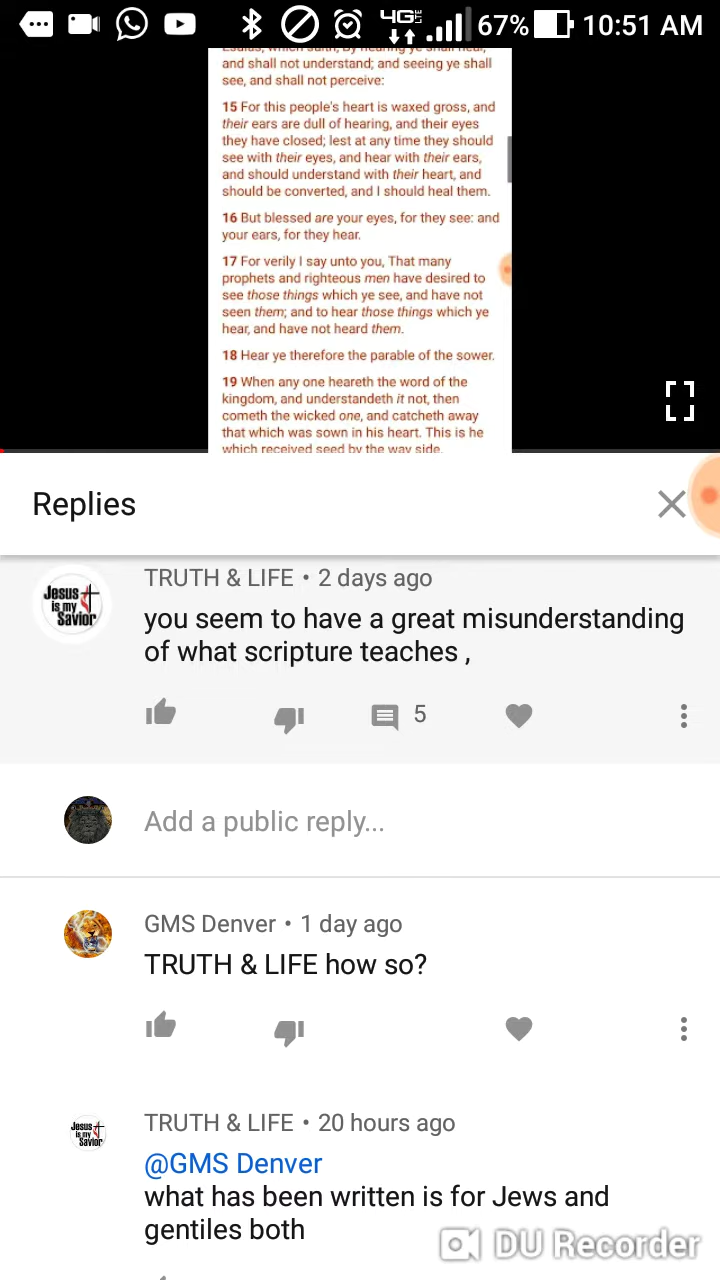 4G LTE 67% 10:51 AM
and shall not understand; and seeing ye shall
see, and shall not perceive:
15 For this people's heart is waxed gross, and
their ears are dull of hearing, and their eyes
they have closed; lest at any time they should
see with their eyes, and hear with their ears,
and should understand with their heart, and
should be converted, and I should heal them.
16 But blessed are your eyes, for they see: and
your ears, for they hear.
17 For verily I say unto you, That many
prophets and righteous men have desired to
see those things which ye see, and have not
seen them; and to hear those things which ye
hear, and have not heard them.
18 Hear ye therefore the parable of the sower.
19 When any one heareth the word of the
kingdom, and understandeth it not, then
cometh the wicked one, and catcheth away
that which was sown in his heart. This is he
which received seed by the way side.
Replies
TRUTH & LIFE • 2 days ago
Jesus
is my
Savior
you seem to have a great misunderstanding
of what scripture teaches ,
5
Add a public reply...
GMS Denver • 1 day ago
TRUTH & LIFE how so?
TRUTH & LIFE • 20 hours ago
Jesus
is my
Savior
@GMS Denver
what has been written is for Jews and
gentiles both
DU Recorder